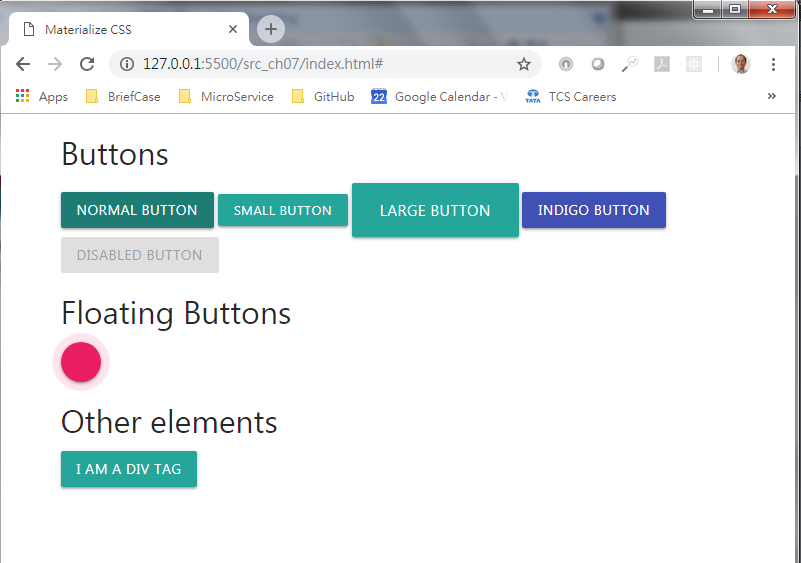 Materialize CSS
127.0.0.1:5500/src_ch07/index.html#
Apps BriefCase MicroService GitHub 22 Google Calendar - TATA TCS Careers
Buttons
NORMAL BUTTON SMALL BUTTON LARGE BUTTON INDIGO BUTTON
DISABLED BUTTON
Floating Buttons
Other elements
I AM A DIV TAG